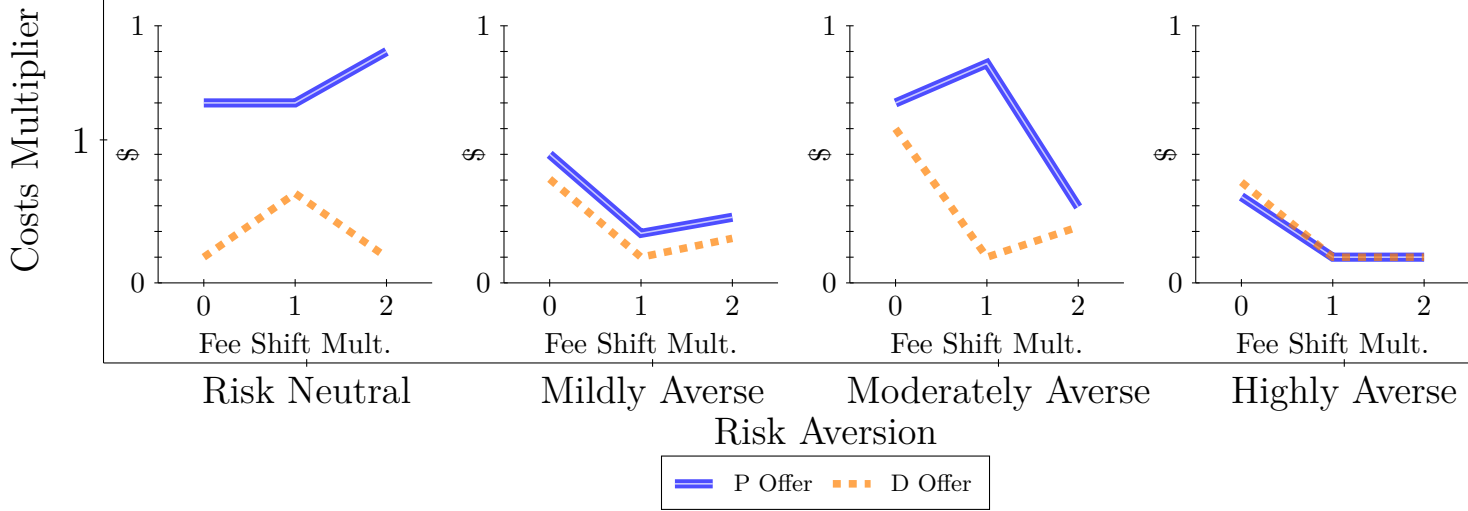 Costs Multiplier
1
1
$
0
0 1 2
Fee Shift Mult.
1
$
0
0 1 2
Fee Shift Mult.
1
$
0
0 1 2
Fee Shift Mult.
1
$
0
0 1 2
Fee Shift Mult.
Risk Neutral
Mildly Averse
Moderately Averse
Highly Averse
Risk Aversion
P Offer
D Offer